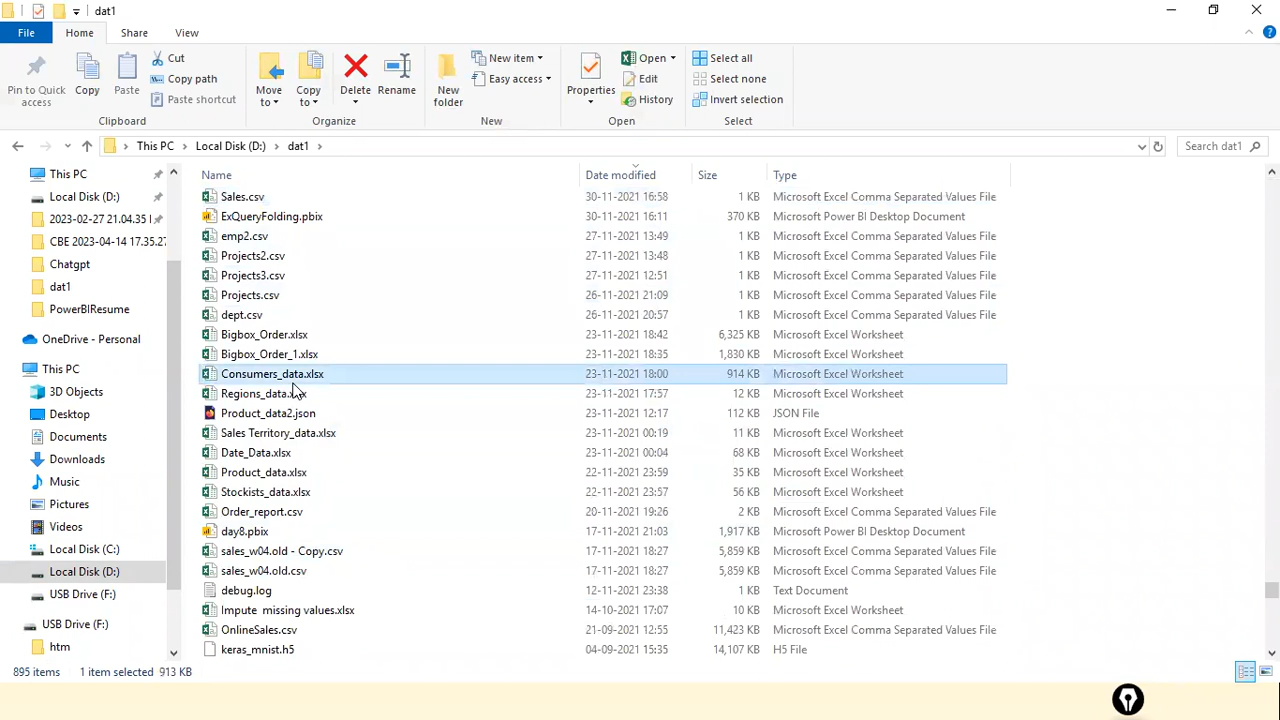 dat1
File Home Share View
Pin to Quick access
Copy
Paste
Cut
Copy path
Paste shortcut
Clipboard
Move to
Copy to
Delete
Rename
Organize
New folder
New item
Easy access
New
Properties
Open
Edit
History
Open
Select all
Select none
Invert selection
Select
This PC Local Disk (D:) dat1
Search dat1
This PC
Local Disk (D:)
2023-02-27 21.04.35
CBE 2023-04-14 17.35.27
Chatgpt
dat1
PowerBIResume
OneDrive - Personal
This PC
3D Objects
Desktop
Documents
Downloads
Music
Pictures
Videos
Local Disk (C:)
Local Disk (D:)
USB Drive (F:)
USB Drive (F:)
htm
Name Date modified Size Type
Sales.csv 30-11-2021 16:58 1 KB Microsoft Excel Comma Separated Values File
ExQueryFolding.pbix 30-11-2021 16:11 370 KB Microsoft Power BI Desktop Document
emp2.csv 27-11-2021 13:49 1 KB Microsoft Excel Comma Separated Values File
Projects2.csv 27-11-2021 13:48 1 KB Microsoft Excel Comma Separated Values File
Projects3.csv 27-11-2021 12:51 1 KB Microsoft Excel Comma Separated Values File
Projects.csv 26-11-2021 21:09 1 KB Microsoft Excel Comma Separated Values File
dept.csv 26-11-2021 20:57 1 KB Microsoft Excel Comma Separated Values File
Bigbox_Order.xlsx 23-11-2021 18:42 6,325 KB Microsoft Excel Worksheet
Bigbox_Order_1.xlsx 23-11-2021 18:35 1,830 KB Microsoft Excel Worksheet
Consumers_data.xlsx 23-11-2021 18:00 914 KB Microsoft Excel Worksheet
Regions_data.xlsx 23-11-2021 17:57 12 KB Microsoft Excel Worksheet
Product_data2.json 23-11-2021 12:17 112 KB JSON File
Sales Territory_data.xlsx 23-11-2021 00:19 11 KB Microsoft Excel Worksheet
Date_Data.xlsx 23-11-2021 00:04 68 KB Microsoft Excel Worksheet
Product_data.xlsx 22-11-2021 23:59 35 KB Microsoft Excel Worksheet
Stockists_data.xlsx 22-11-2021 23:57 56 KB Microsoft Excel Worksheet
Order_report.csv 20-11-2021 19:26 2 KB Microsoft Excel Comma Separated Values File
day8.pbix 17-11-2021 21:03 1,917 KB Microsoft Power BI Desktop Document
sales_w04.old - Copy.csv 17-11-2021 18:27 5,859 KB Microsoft Excel Comma Separated Values File
sales_w04.old.csv 17-11-2021 18:27 5,859 KB Microsoft Excel Comma Separated Values File
debug.log 12-11-2021 23:38 1 KB Text Document
Impute missing values.xlsx 14-10-2021 17:07 10 KB Microsoft Excel Worksheet
OnlineSales.csv 21-09-2021 12:55 11,423 KB Microsoft Excel Comma Separated Values File
keras_mnist.h5 04-09-2021 15:35 14,107 KB H5 File
895 items 1 item selected 913 KB